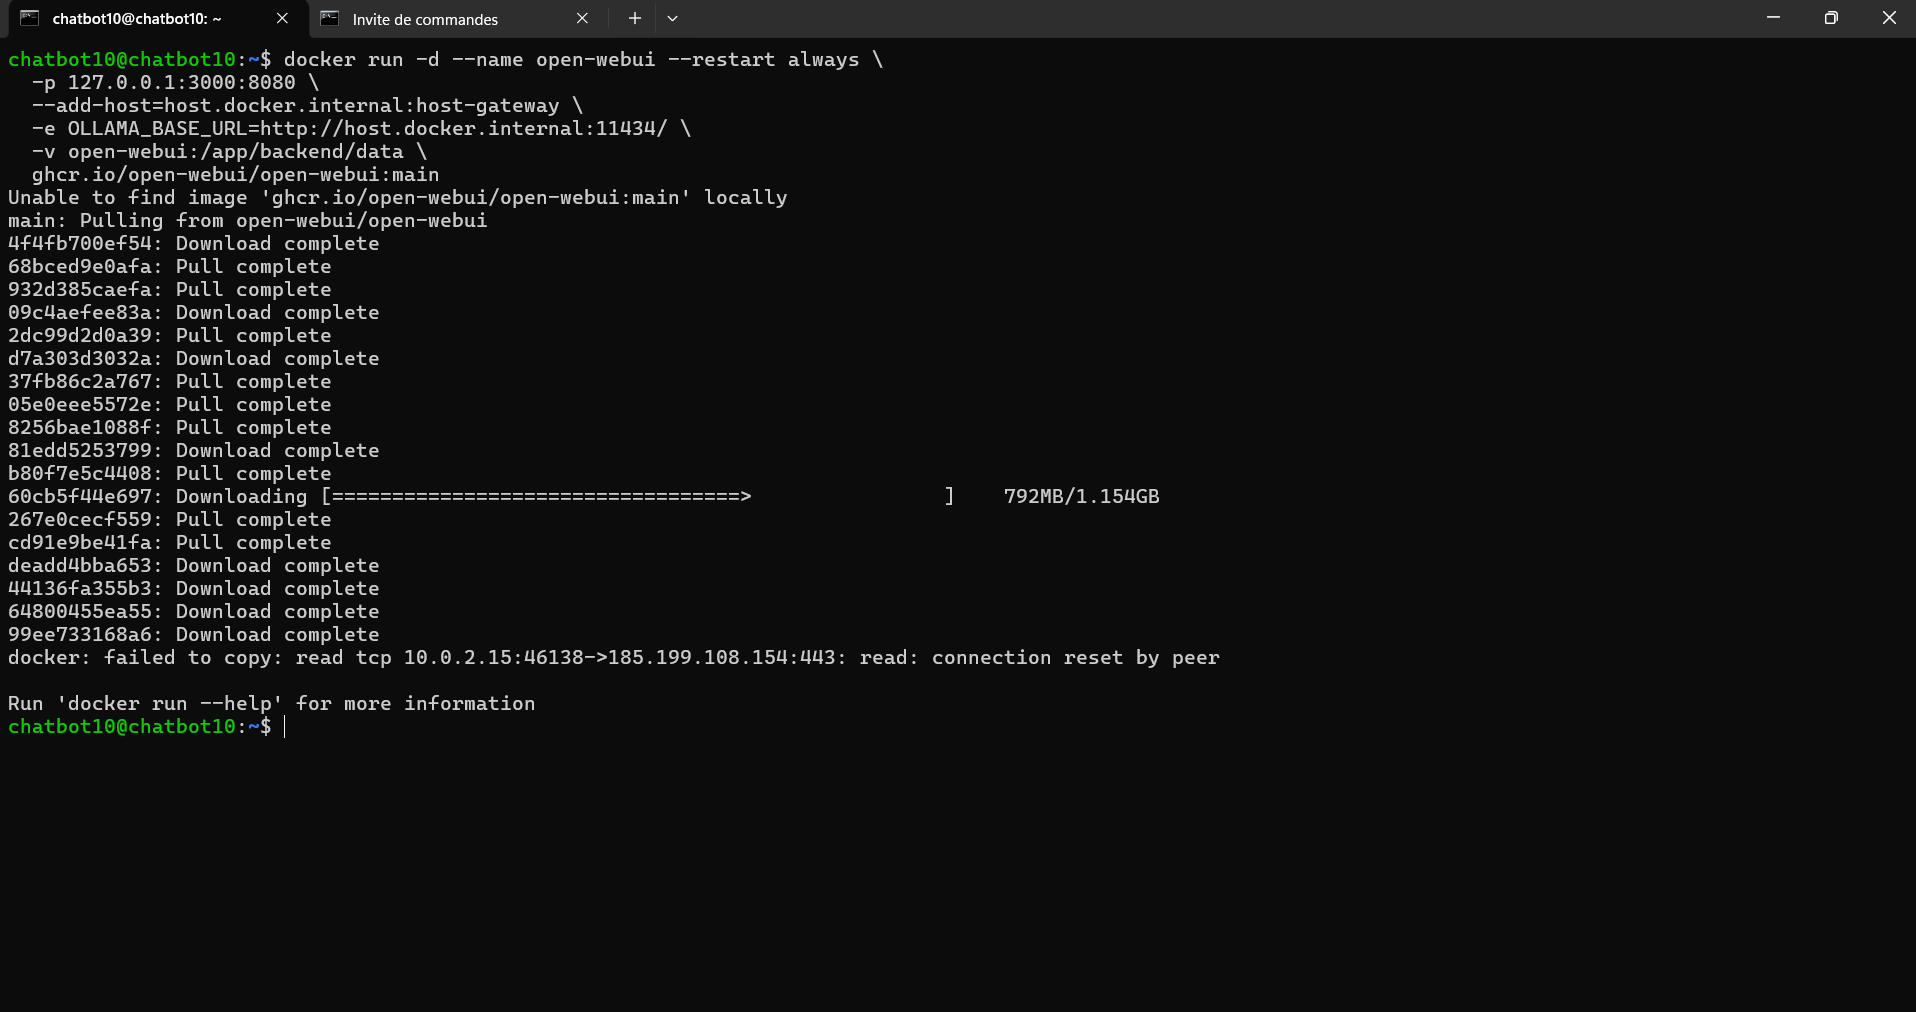 chatbot10@chatbot10: ~
Invite de commandes
chatbot10@chatbot10:~$ docker run -d --name open-webui --restart always \
  -p 127.0.0.1:3000:8080 \
  --add-host=host.docker.internal:host-gateway \
  -e OLLAMA_BASE_URL=http://host.docker.internal:11434/ \
  -v open-webui:/app/backend/data \
  ghcr.io/open-webui/open-webui:main
Unable to find image 'ghcr.io/open-webui/open-webui:main' locally
main: Pulling from open-webui/open-webui
4f4fb700ef54: Download complete
68bced9e0afa: Pull complete
932d385caefa: Pull complete
09c4aefee83a: Download complete
2dc99d2d0a39: Pull complete
d7a303d3032a: Download complete
37fb86c2a767: Pull complete
05e0eee5572e: Pull complete
8256bae1088f: Pull complete
81edd5253799: Download complete
b80f7e5c4408: Pull complete
60cb5f44e697: Downloading [==================================>                ]    792MB/1.154GB
267e0cecf559: Pull complete
cd91e9be41fa: Pull complete
deadd4bba653: Download complete
44136fa355b3: Download complete
64800455ea55: Download complete
99ee733168a6: Download complete
docker: failed to copy: read tcp 10.0.2.15:46138->185.199.108.154:443: read: connection reset by peer

Run 'docker run --help' for more information
chatbot10@chatbot10:~$